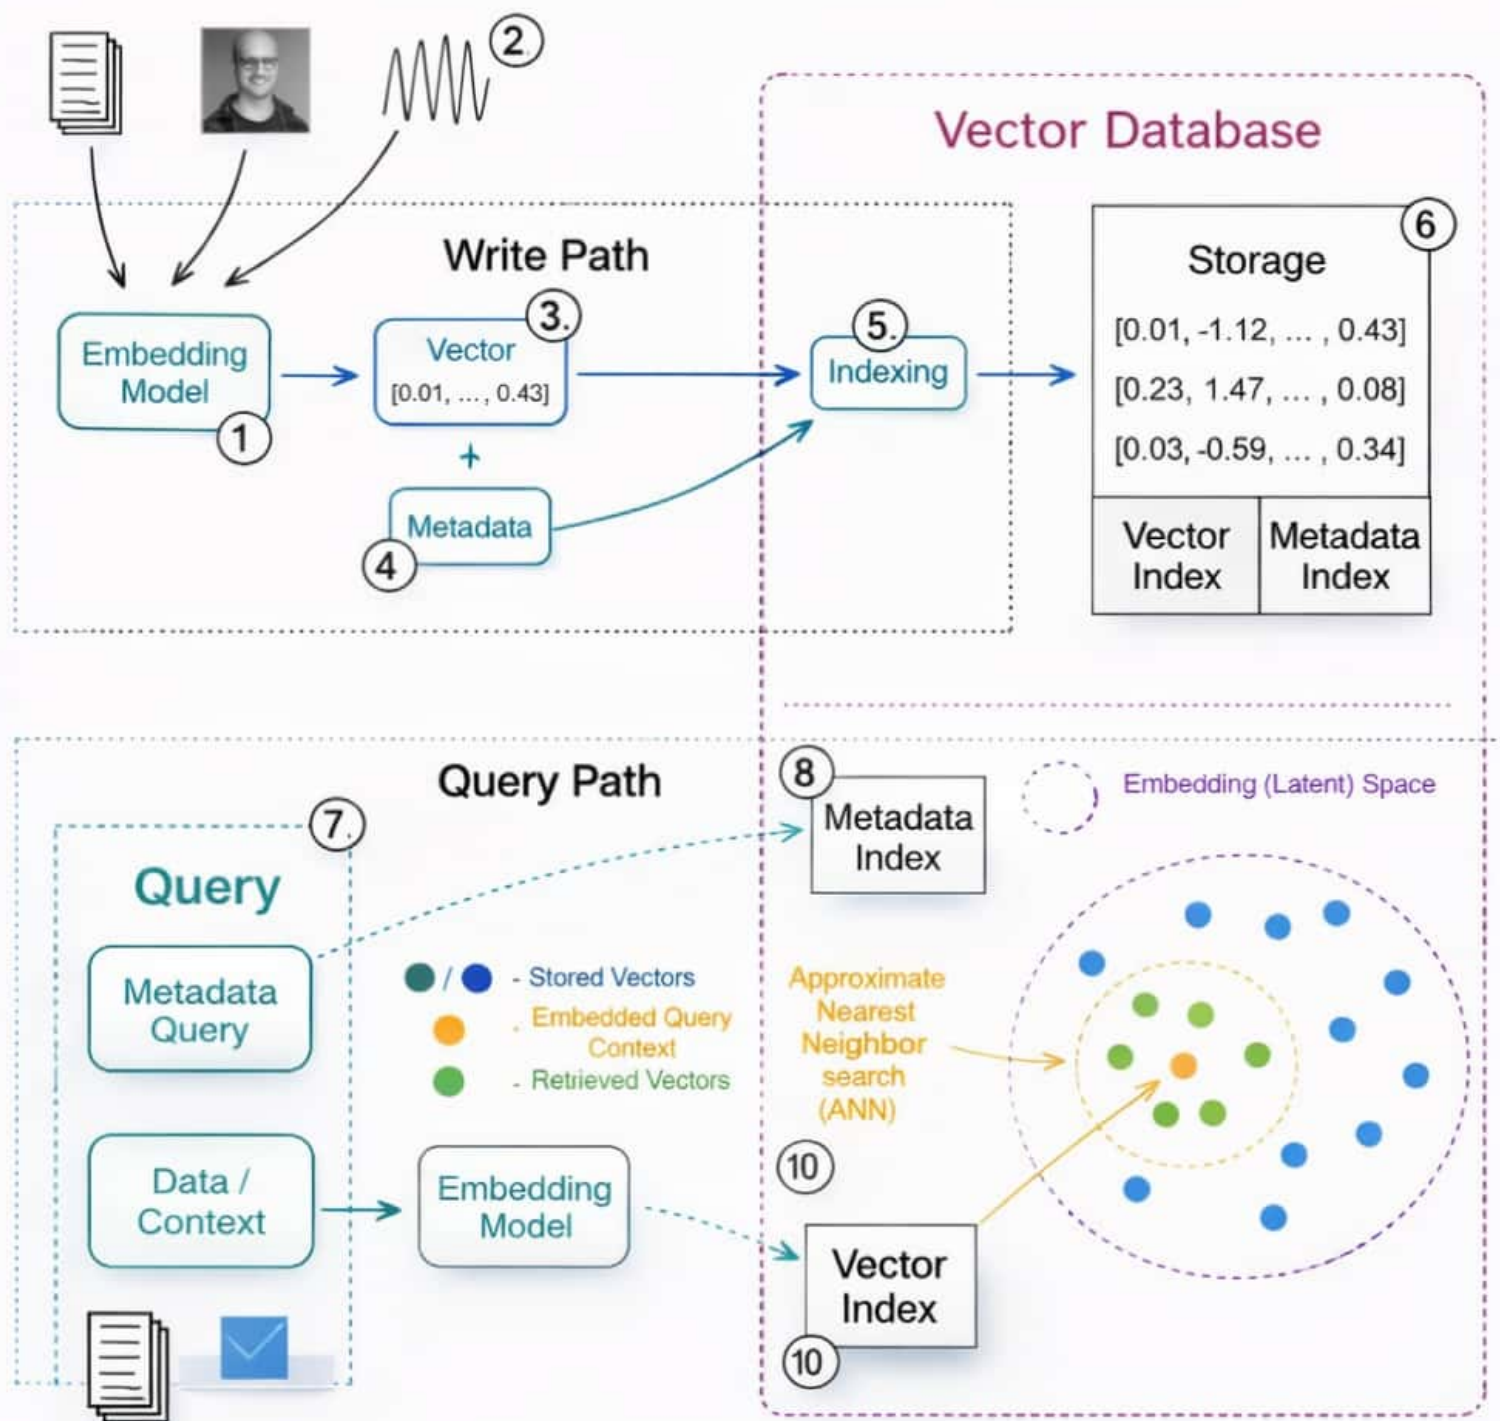 2.
Vector Database
Write Path
6
Storage
[0.01, -1.12, ... , 0.43]
[0.23, 1.47, ... , 0.08]
[0.03, -0.59, ... , 0.34]
Vector
Index
Metadata
Index
Embedding
Model
1
3.
Vector
[0.01, ... , 0.43]
+
Metadata
4
5.
Indexing
Query Path
7.
Query
Metadata
Query
Data /
Context
/ - Stored Vectors
. Embedded Query
Context
- Retrieved Vectors
Embedding
Model
8
Metadata
Index
Embedding (Latent) Space
Approximate
Nearest
Neighbor
search
(ANN)
10
Vector
Index
10